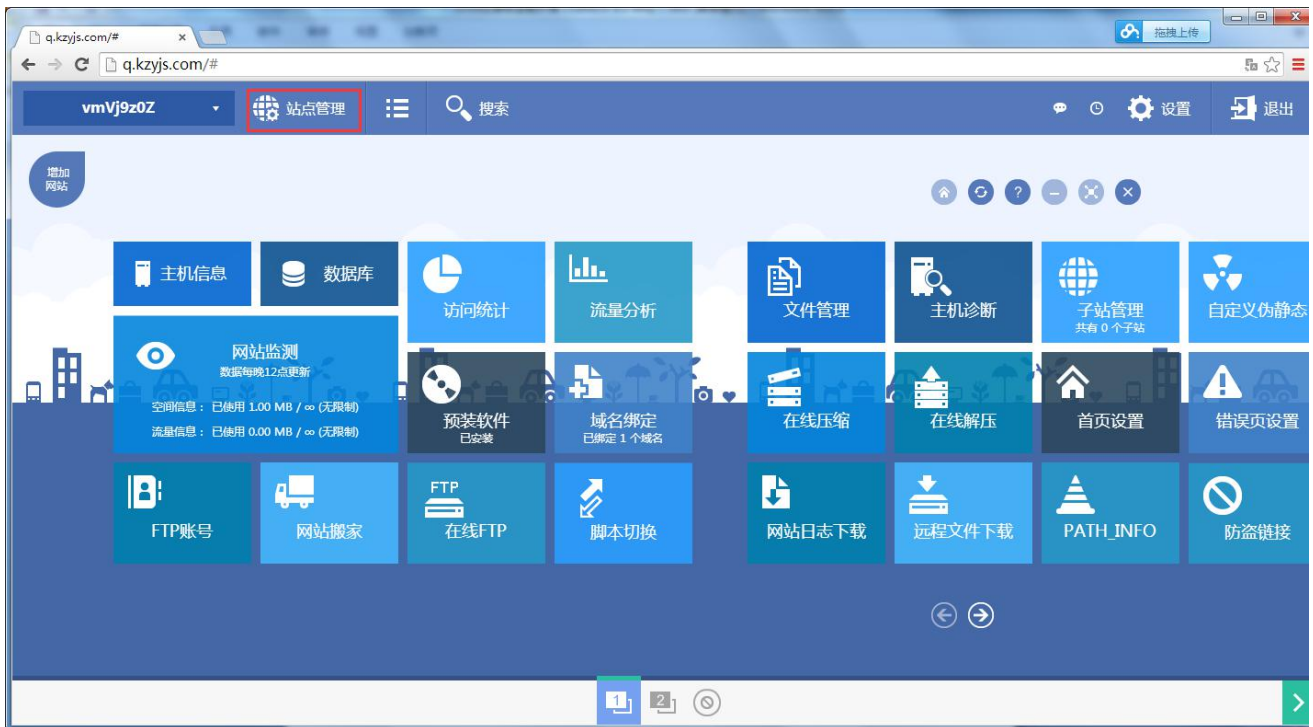 q.kzyjs.com/#
拖拽上传
q.kzyjs.com/#
vmVj9z0Z
站点管理
搜索
设置
退出
增加
网站
主机信息
数据库
访问统计
流量分析
文件管理
主机诊断
子站管理
共有 0 个子站
自定义伪静态
网站监测
数据每晚12点更新
空间信息： 已使用 1.00 MB / ∞ (无限制)
流量信息： 已使用 0.00 MB / ∞ (无限制)
预装软件
已安装
域名绑定
已绑定 1 个域名
在线压缩
在线解压
首页设置
错误页设置
FTP账号
网站搬家
FTP
在线FTP
脚本切换
网站日志下载
远程文件下载
PATH_INFO
防盗链接
1
2